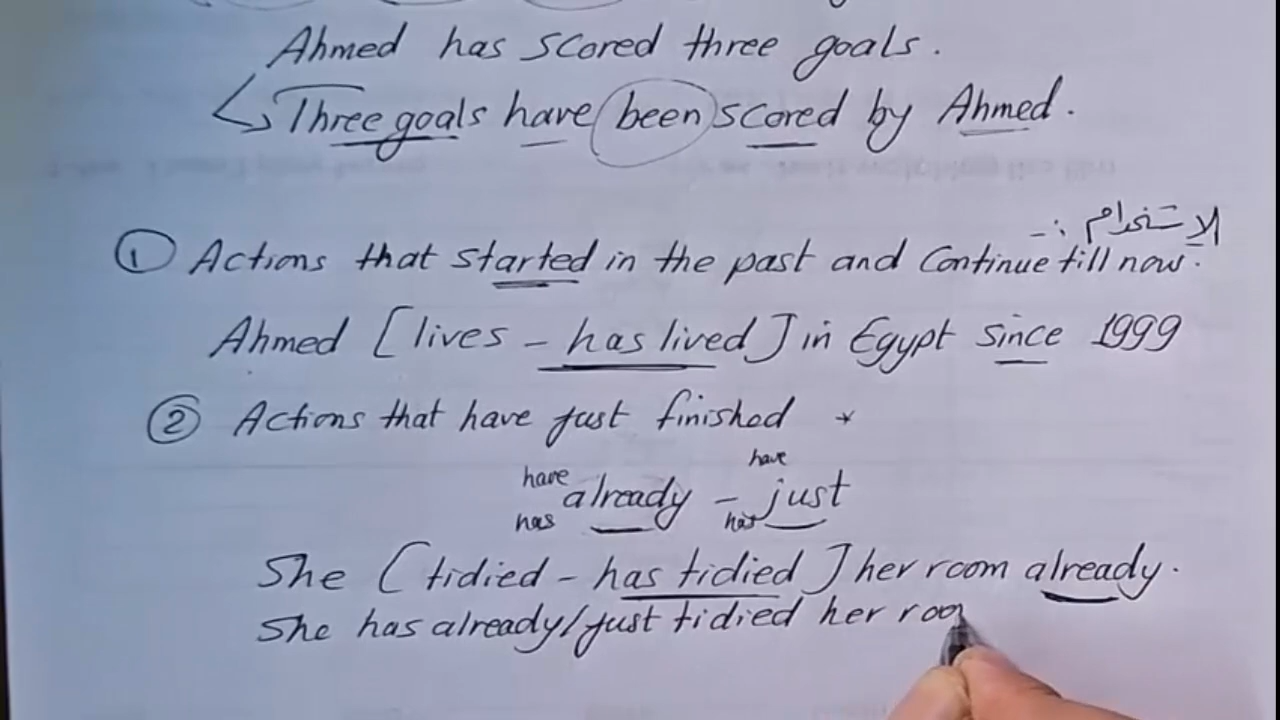 Ahmed has scored three goals.
Three goals have been scored by Ahmed.
الاستخدام :-
① Actions that started in the past and Continue till now.
Ahmed [lives - has lived] in Egypt since 1999
② Actions that have just finished *
have
have
already - just
has
has
She [tidied - has tidied] her room already.
She has already/just tidied her roo